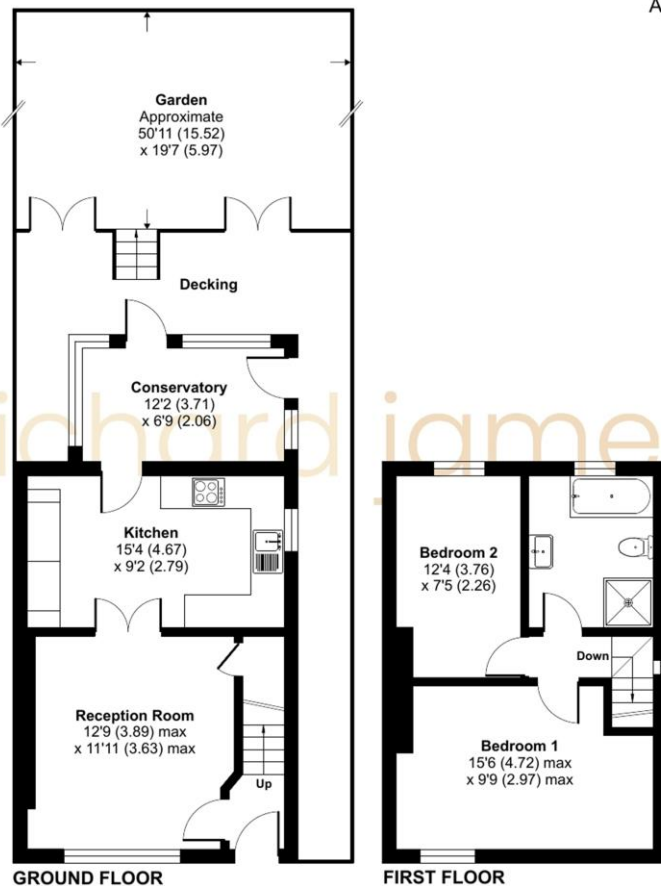 A
Garden
Approximate
50'11 (15.52)
x 19'7 (5.97)
Decking
Conservatory
12'2 (3.71)
x 6'9 (2.06)
richard james
Kitchen
15'4 (4.67)
x 9'2 (2.79)
Bedroom 2
12'4 (3.76)
x 7'5 (2.26)
Down
Reception Room
12'9 (3.89) max
x 11'11 (3.63) max
Up
Bedroom 1
15'6 (4.72) max
x 9'9 (2.97) max
GROUND FLOOR
FIRST FLOOR